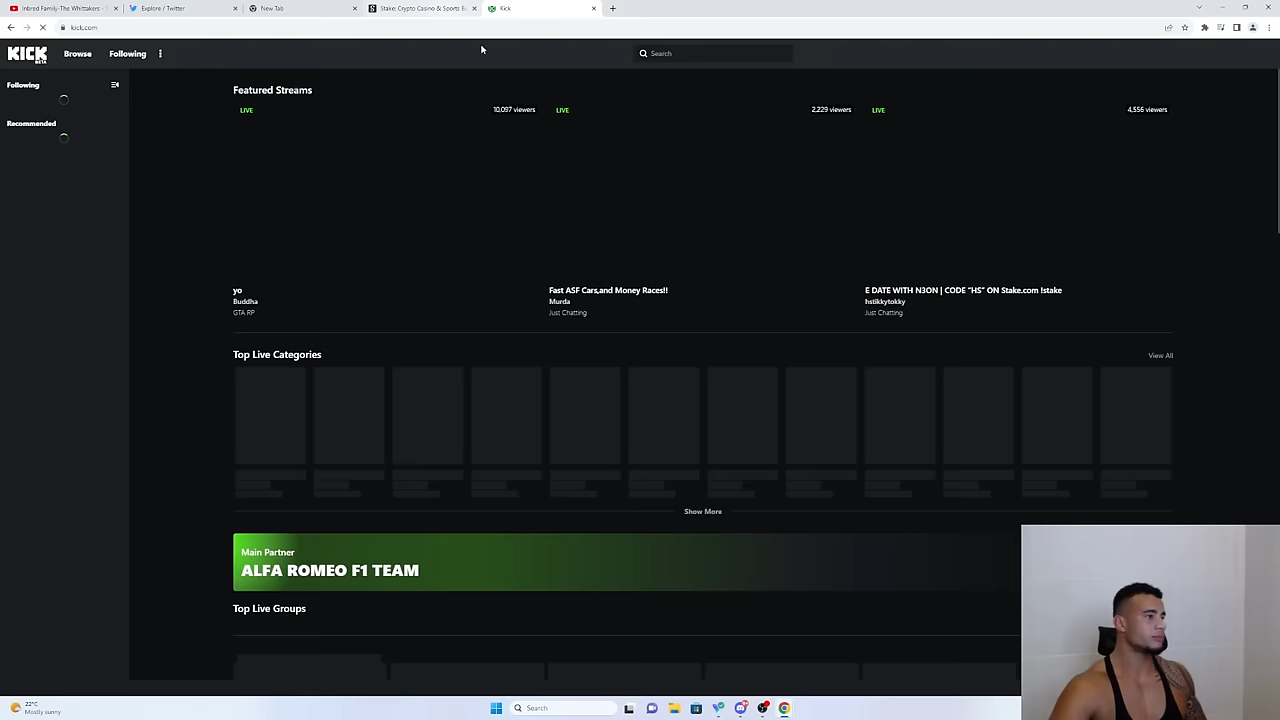 Inbred Family-The Whittakers -
Explore / Twitter
New Tab
Stake: Crypto Casino & Sports
Kick
kick.com
KICK
BETA
Browse
Following
Search
Following
Recommended
Featured Streams
LIVE
10,097 viewers
LIVE
2,229 viewers
LIVE
4,556 viewers
yo
Buddha
GTA RP
Fast ASF Cars,and Money Races!!
Murda
Just Chatting
E DATE WITH N3ON | CODE "HS" ON Stake.com !stake
hstikkytokky
Just Chatting
Top Live Categories
View All
Show More
Main Partner
ALFA ROMEO F1 TEAM
Top Live Groups
22°C
Mostly sunny
Search